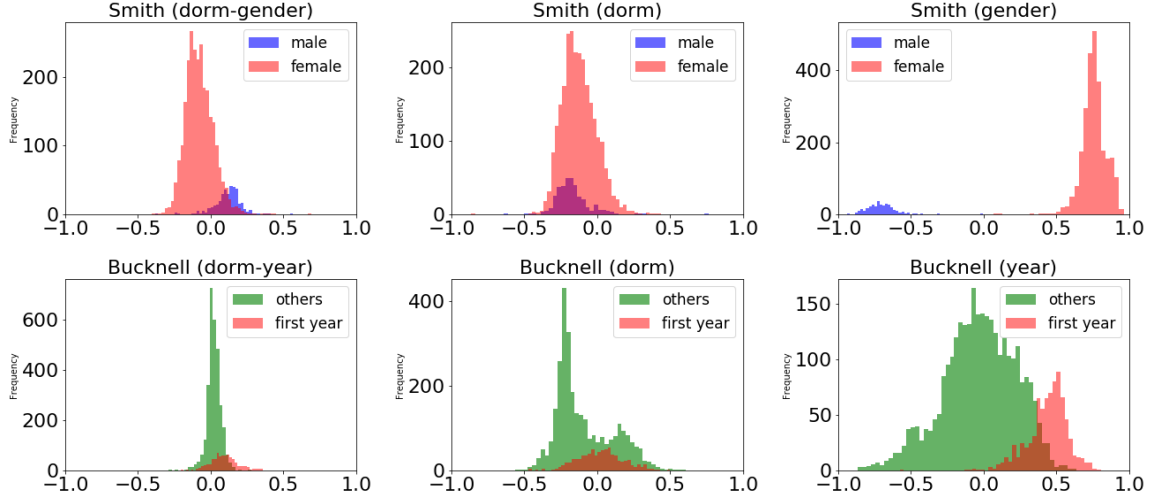 Smith (dorm-gender)
Frequency
200
100
0
male
female
−1.0 −0.5 0.0 0.5 1.0
Smith (dorm)
Frequency
200
100
0
male
female
−1.0 −0.5 0.0 0.5 1.0
Smith (gender)
Frequency
400
200
0
male
female
−1.0 −0.5 0.0 0.5 1.0
Bucknell (dorm-year)
Frequency
600
400
200
0
others
first year
−1.0 −0.5 0.0 0.5 1.0
Bucknell (dorm)
Frequency
400
200
0
others
first year
−1.0 −0.5 0.0 0.5 1.0
Bucknell (year)
Frequency
150
100
50
0
others
first year
−1.0 −0.5 0.0 0.5 1.0